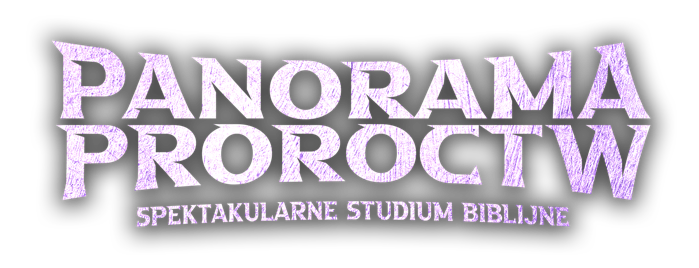 PANORAMA
PROROCTW
SPEKTAKULARNE STUDIUM BIBLIJNE